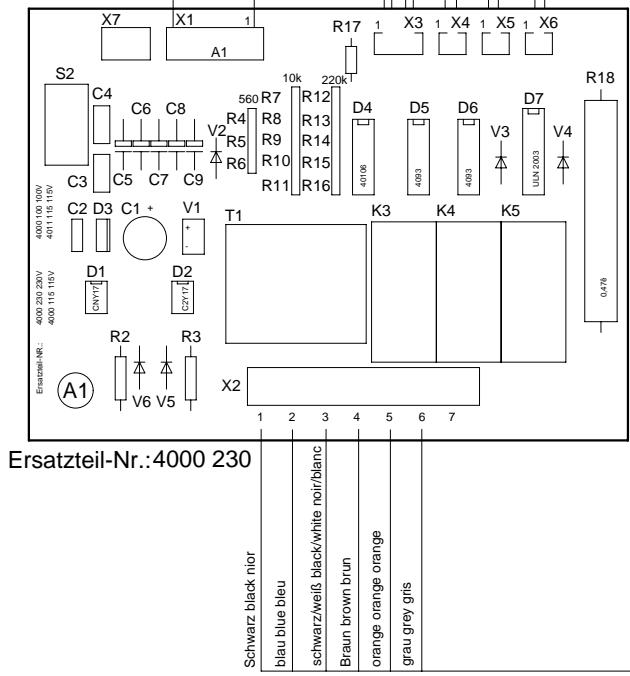 X7 X1 1 R17 1 X3 1 X4 1 X5 1 X6
A1
S2 R18
10k 220k
C4 C6 C8 560 R7 R12 D4 D5 D6 D7
V2 R4 R8 R13 V3 V4
R5 R9 R14
R6 R10 R15
R11 R16
40106 4093 4093 ULN 2003
C3 C5 C7 C9
4000 100 100V
4011 115 115V
C2 D3 C1 + V1 T1 K3 K4 K5
+
-
D1 D2
CNY17 C2Y17
0,478
4000 230 230V
4000 115 115V
R2 R3
Ersatzteil-NR.:
A1 V6 V5 X2
1 2 3 4 5 6 7
Ersatzteil-Nr.:4000 230
Schwarz black nior
blau blue bleu
schwarz/weiß black/white noir/blanc
Braun brown brun
orange orange orange
grau grey gris